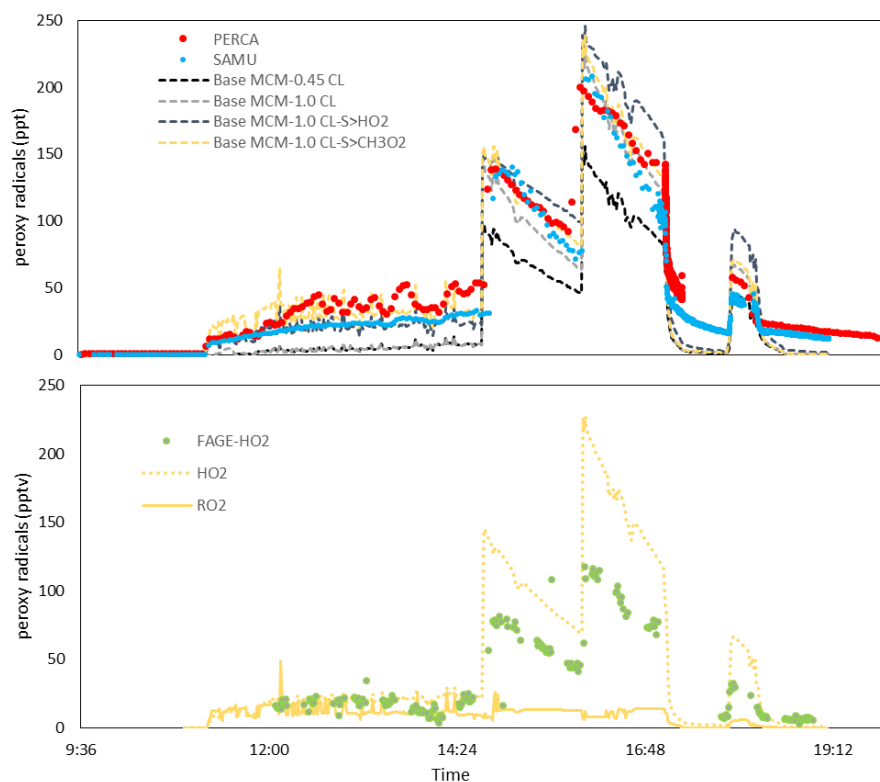 250
200
150
100
50
0
peroxy radicals (ppt)
PERCA
SAMU
Base MCM-0.45 CL
Base MCM-1.0 CL
Base MCM-1.0 CL-S>HO2
Base MCM-1.0 CL-S>CH3O2
250
200
150
100
50
0
peroxy radicals (pptv)
FAGE-HO2
HO2
RO2
9:36
12:00
14:24
16:48
19:12
Time